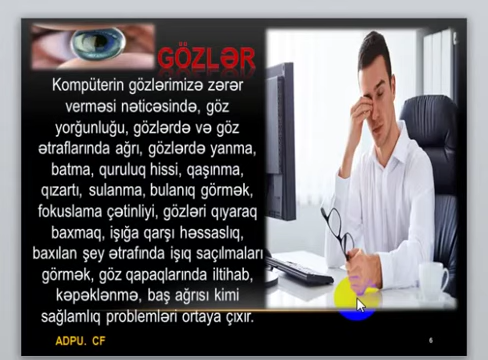 GÖZLƏR
Kompüterin gözlərimizə zərər
verməsi nəticəsində, göz
yorğunluğu, gözlərdə və göz
ətraflarında ağrı, gözlərdə yanma,
batma, quruluq hissi, qaşınma,
qızartı, sulanma, bulanıq görmək,
fokuslama çətinliyi, gözləri qıyaraq
baxmaq, işığa qarşı həssaslıq,
baxılan şey ətrafında işıq saçılmaları
görmək, göz qapaqlarında iltihab,
kəpəklənmə, baş ağrısı kimi
sağlamlıq problemləri ortaya çıxır.
ADPU. CF
6